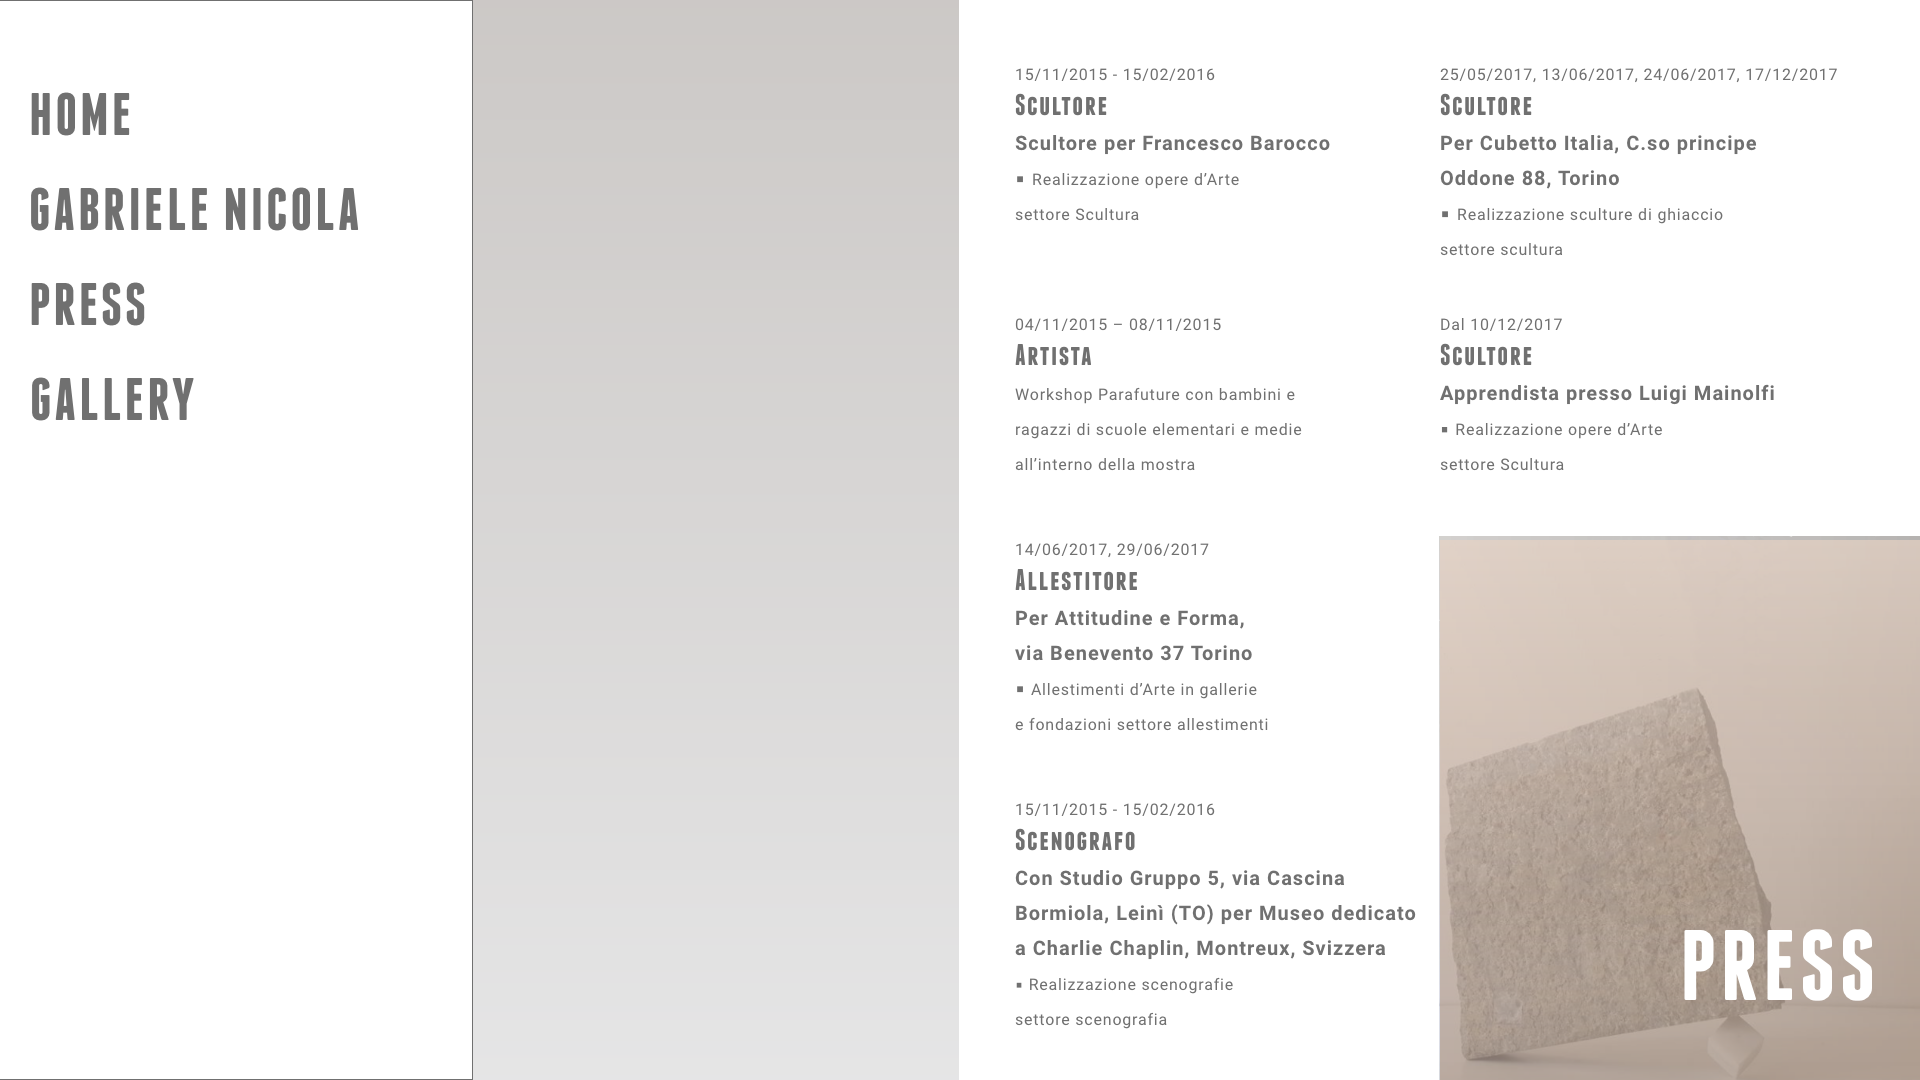 HOME
GABRIELE NICOLA
PRESS
GALLERY
15/11/2015 - 15/02/2016
Scultore
Scultore per Francesco Barocco
▪ Realizzazione opere d’Arte
settore Scultura
04/11/2015 – 08/11/2015
Artista
Workshop Parafuture con bambini e
ragazzi di scuole elementari e medie
all’interno della mostra
14/06/2017, 29/06/2017
Allestitore
Per Attitudine e Forma,
via Benevento 37 Torino
▪ Allestimenti d’Arte in gallerie
e fondazioni settore allestimenti
15/11/2015 - 15/02/2016
Scenografo
Con Studio Gruppo 5, via Cascina
Bormiola, Leinì (TO) per Museo dedicato
a Charlie Chaplin, Montreux, Svizzera
▪ Realizzazione scenografie
settore scenografia
25/05/2017, 13/06/2017, 24/06/2017, 17/12/2017
Scultore
Per Cubetto Italia, C.so principe
Oddone 88, Torino
▪ Realizzazione sculture di ghiaccio
settore scultura
Dal 10/12/2017
Scultore
Apprendista presso Luigi Mainolfi
▪ Realizzazione opere d’Arte
settore Scultura
PRESS